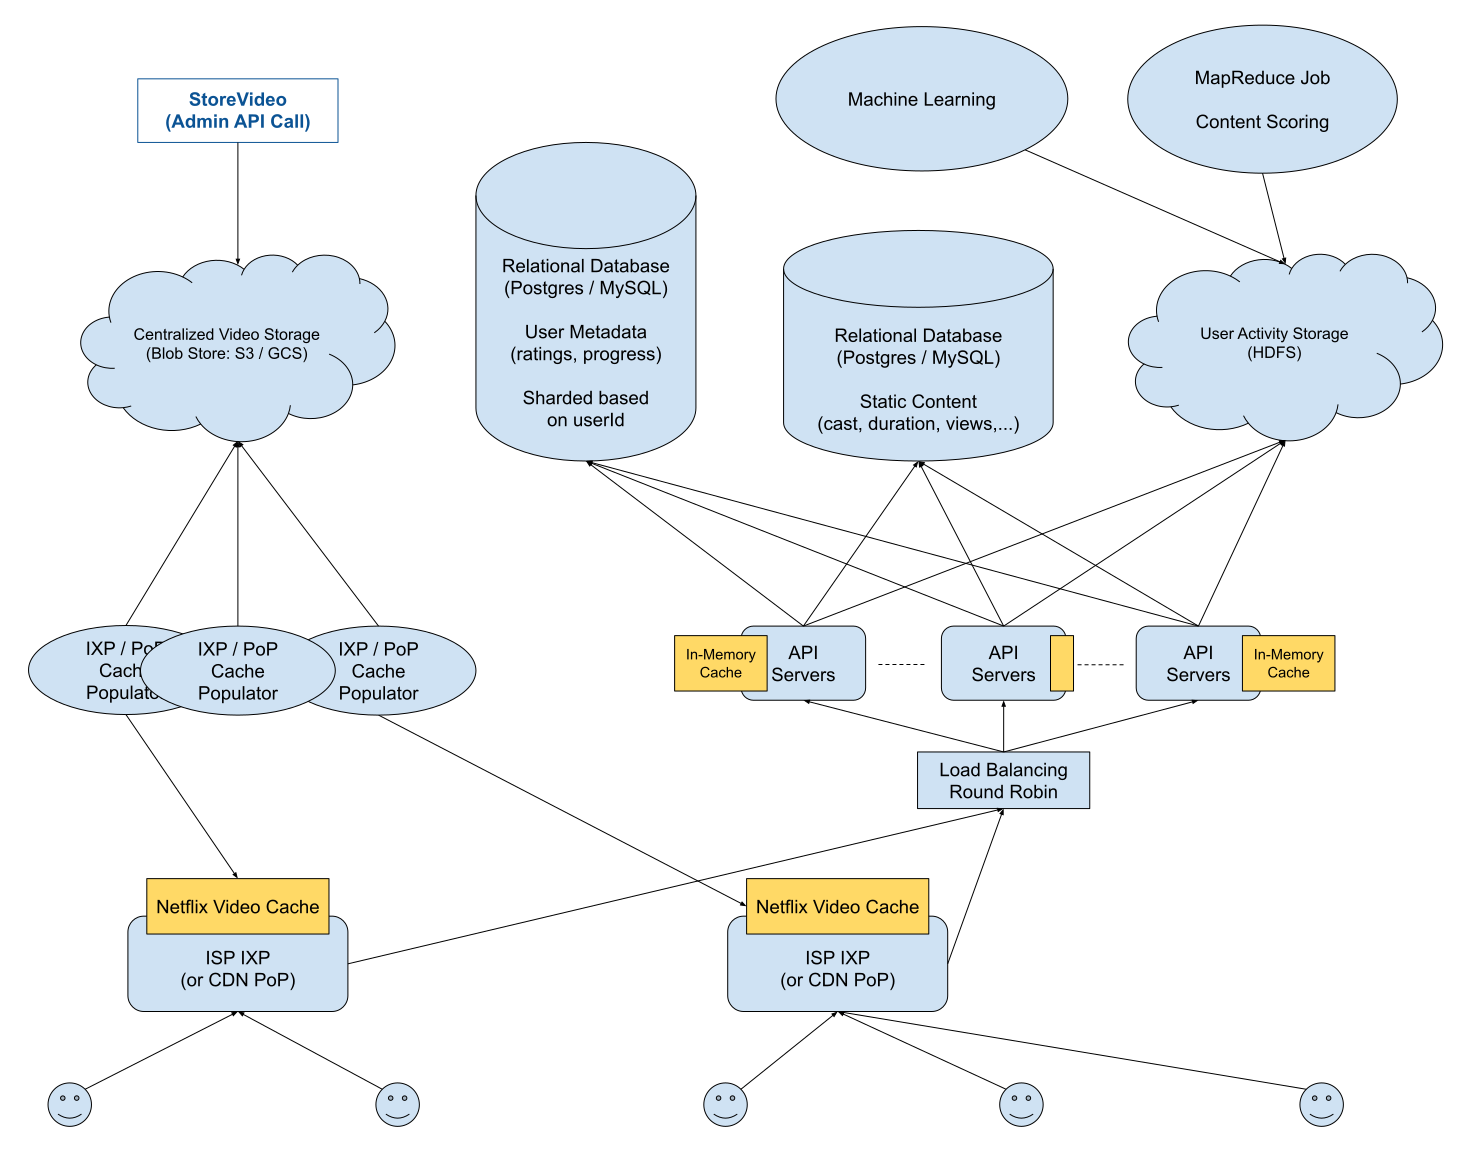 StoreVideo
(Admin API Call)
Machine Learning
MapReduce Job
Content Scoring
Relational Database
(Postgres / MySQL)
User Metadata
(ratings, progress)
Sharded based
on userId
Relational Database
(Postgres / MySQL)
Static Content
(cast, duration, views,...)
Centralized Video Storage
(Blob Store: S3 / GCS)
User Activity Storage
(HDFS)
IXP / PoP
Cache
Populator
IXP / PoP
Cache
Populator
IXP / PoP
Cache
Populator
In-Memory
Cache
API
Servers
API
Servers
API
Servers
In-Memory
Cache
Load Balancing
Round Robin
Netflix Video Cache
ISP IXP
(or CDN PoP)
Netflix Video Cache
ISP IXP
(or CDN PoP)